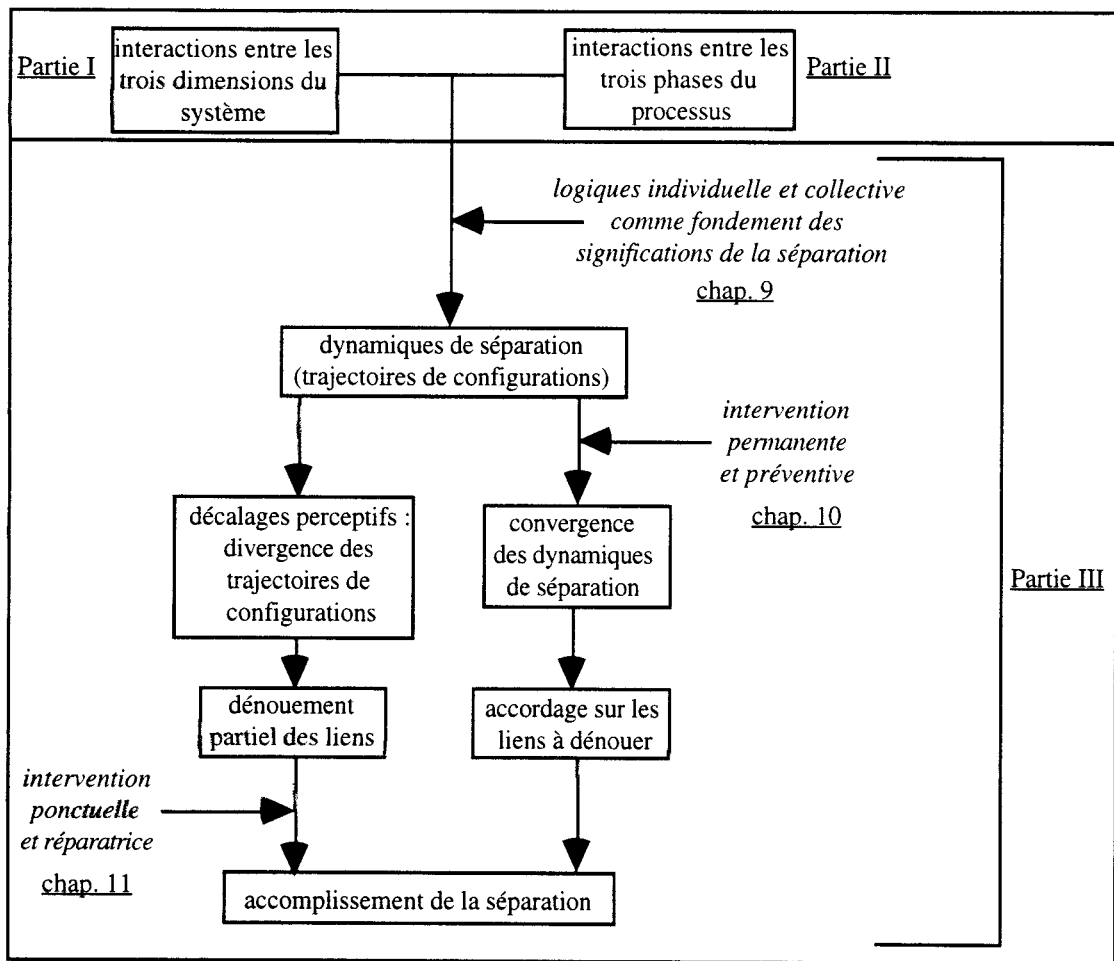 Partie I
interactions entre les
trois dimensions du
système
interactions entre les
trois phases du
processus
Partie II
logiques individuelle et collective
comme fondement des
significations de la séparation
chap. 9
dynamiques de séparation
(trajectoires de configurations)
intervention
permanente
et préventive
chap. 10
décalages perceptifs :
divergence des
trajectoires de
configurations
convergence
des dynamiques
de séparation
Partie III
dénouement
partiel des liens
accordage sur les
liens à dénouer
intervention
ponctuelle
et réparatrice
chap. 11
accomplissement de la séparation